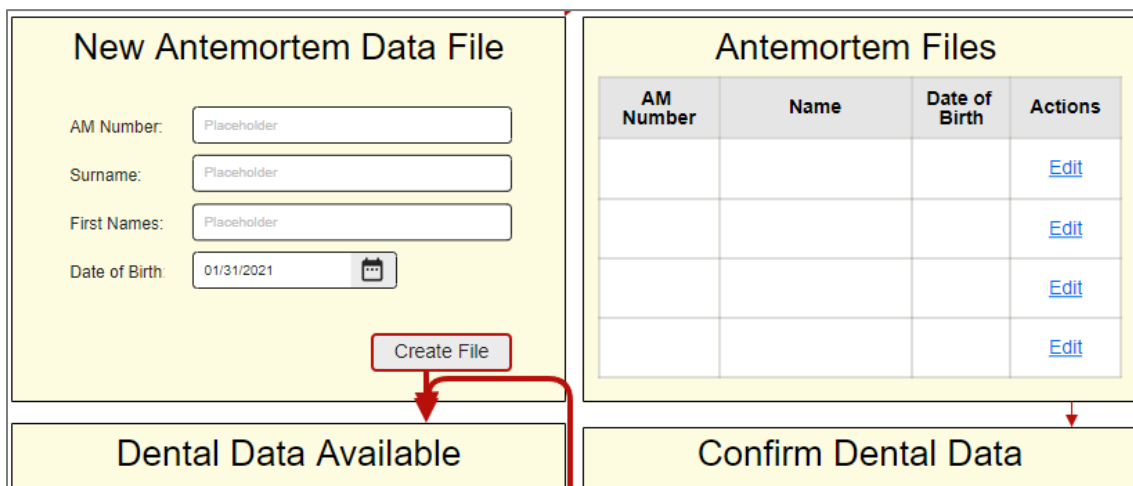 New Antemortem Data File
AM Number: Placeholder
Surname: Placeholder
First Names: Placeholder
Date of Birth: 01/31/2021
Create File
Antemortem Files
AM Number Name Date of Birth Actions
Edit
Edit
Edit
Edit
Dental Data Available
Confirm Dental Data